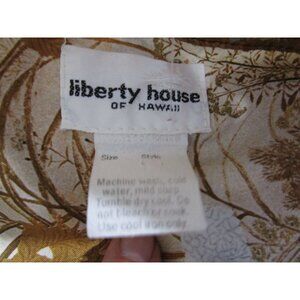 liberty house
OF HAWAII
Size Style
Machine wash, cold
water, mild soap
Tumble dry cool. Do
not bleach or soak.
Use cool iron only